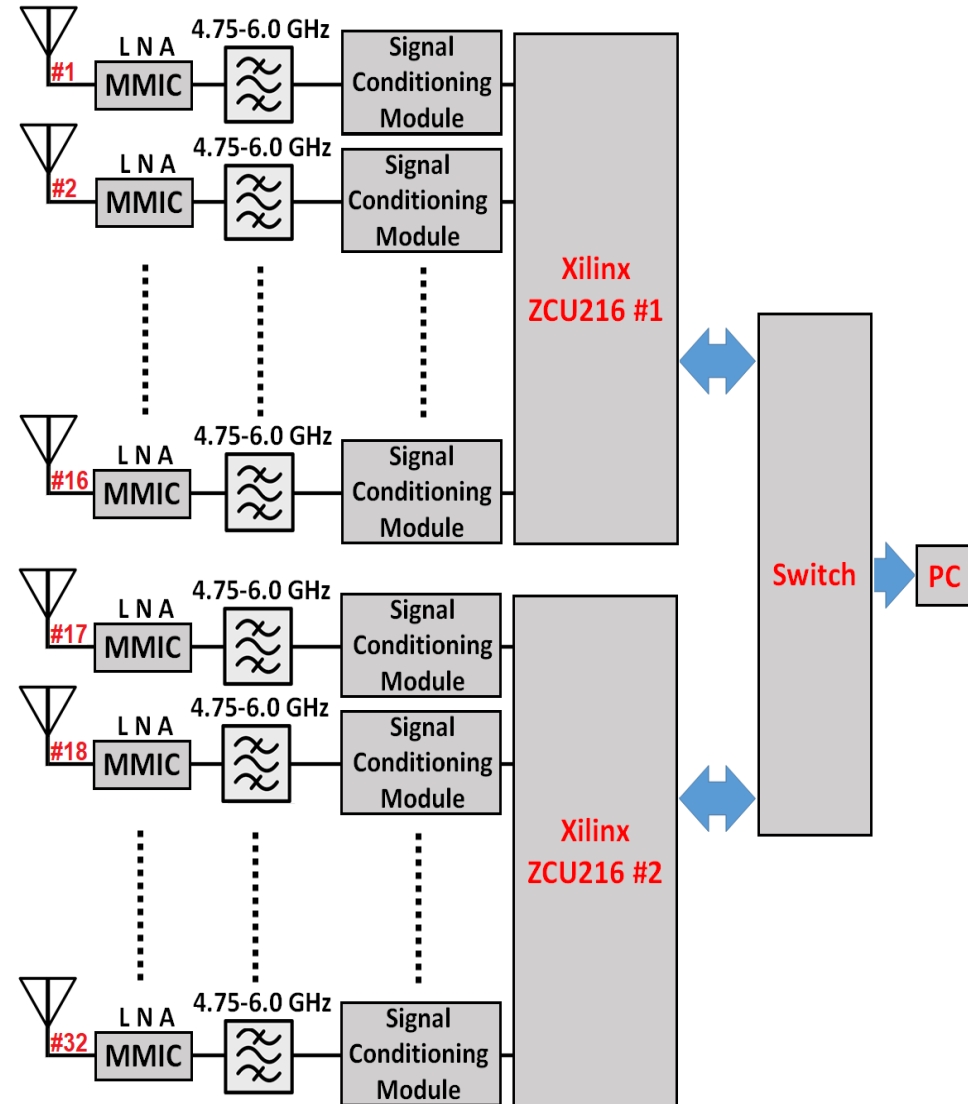 4.75-6.0 GHz
L N A
#1
MMIC
Signal
Conditioning
Module
4.75-6.0 GHz
L N A
#2
MMIC
Signal
Conditioning
Module
Xilinx
ZCU216 #1
4.75-6.0 GHz
L N A
#16
MMIC
Signal
Conditioning
Module
4.75-6.0 GHz
L N A
#17
MMIC
Signal
Conditioning
Module
Switch
PC
4.75-6.0 GHz
L N A
#18
MMIC
Signal
Conditioning
Module
Xilinx
ZCU216 #2
4.75-6.0 GHz
L N A
#32
MMIC
Signal
Conditioning
Module